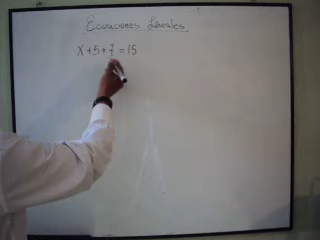 Ecuaciones Lineales
x + 5 + 7 = 15